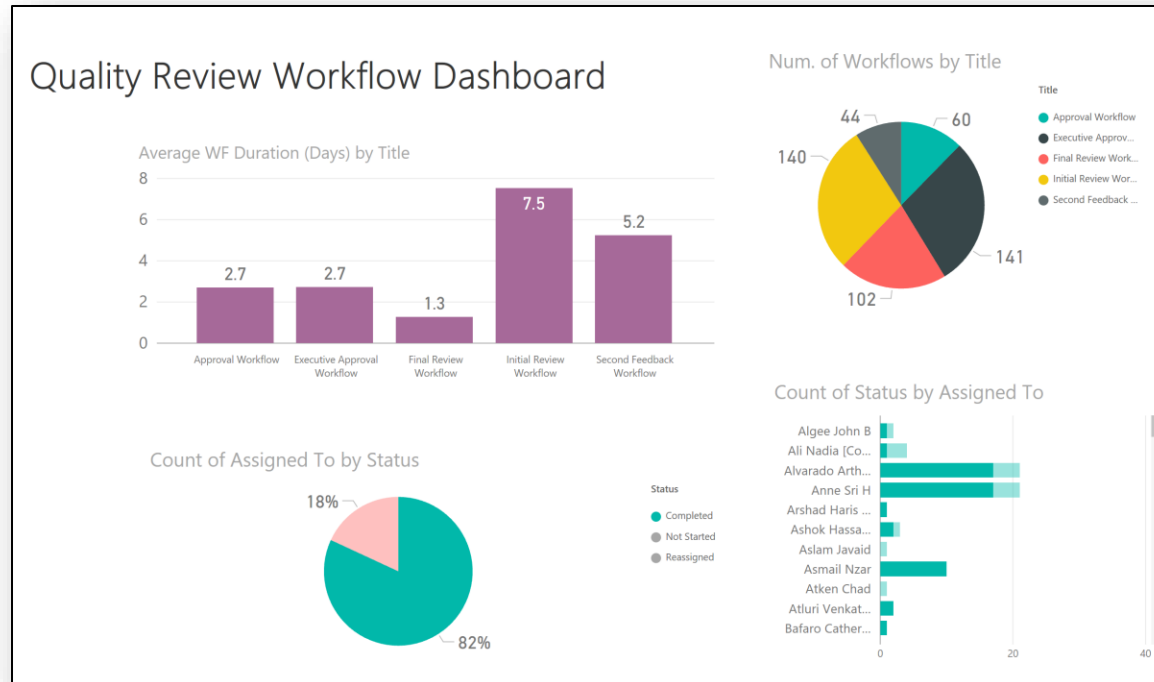 Quality Review Workflow Dashboard
Average WF Duration (Days) by Title
8
6
4
2
0
2.7
2.7
1.3
7.5
5.2
Approval Workflow
Executive Approval
Workflow
Final Review
Workflow
Initial Review
Workflow
Second Feedback
Workflow
Num. of Workflows by Title
44
60
140
141
102
Title
Approval Workflow
Executive Approv...
Final Review Work...
Initial Review Wor...
Second Feedback ...
Count of Assigned To by Status
18%
82%
Status
Completed
Not Started
Reassigned
Count of Status by Assigned To
Algee John B
Ali Nadia [Co...
Alvarado Arth...
Anne Sri H
Arshad Haris ...
Ashok Hassa...
Aslam Javaid
Asmail Nzar
Atken Chad
Atluri Venkat...
Bafaro Cather...
0
20
40